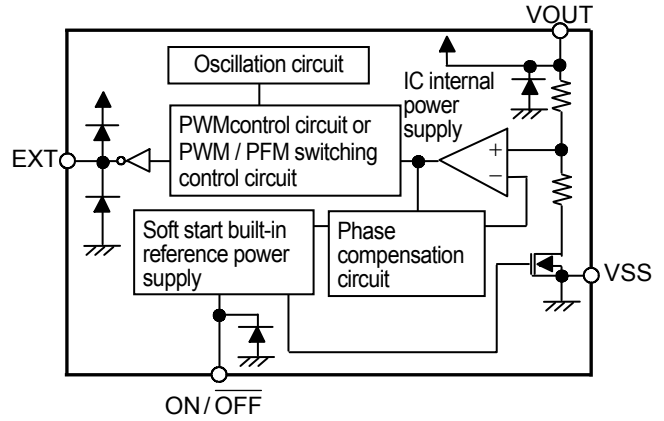 VOUT
Oscillation circuit
IC internal
power
supply
PWMcontrol circuit or
PWM / PFM switching
control circuit
EXT
+
−
Soft start built-in
reference power
supply
Phase
compensation
circuit
VSS
ON / OFF